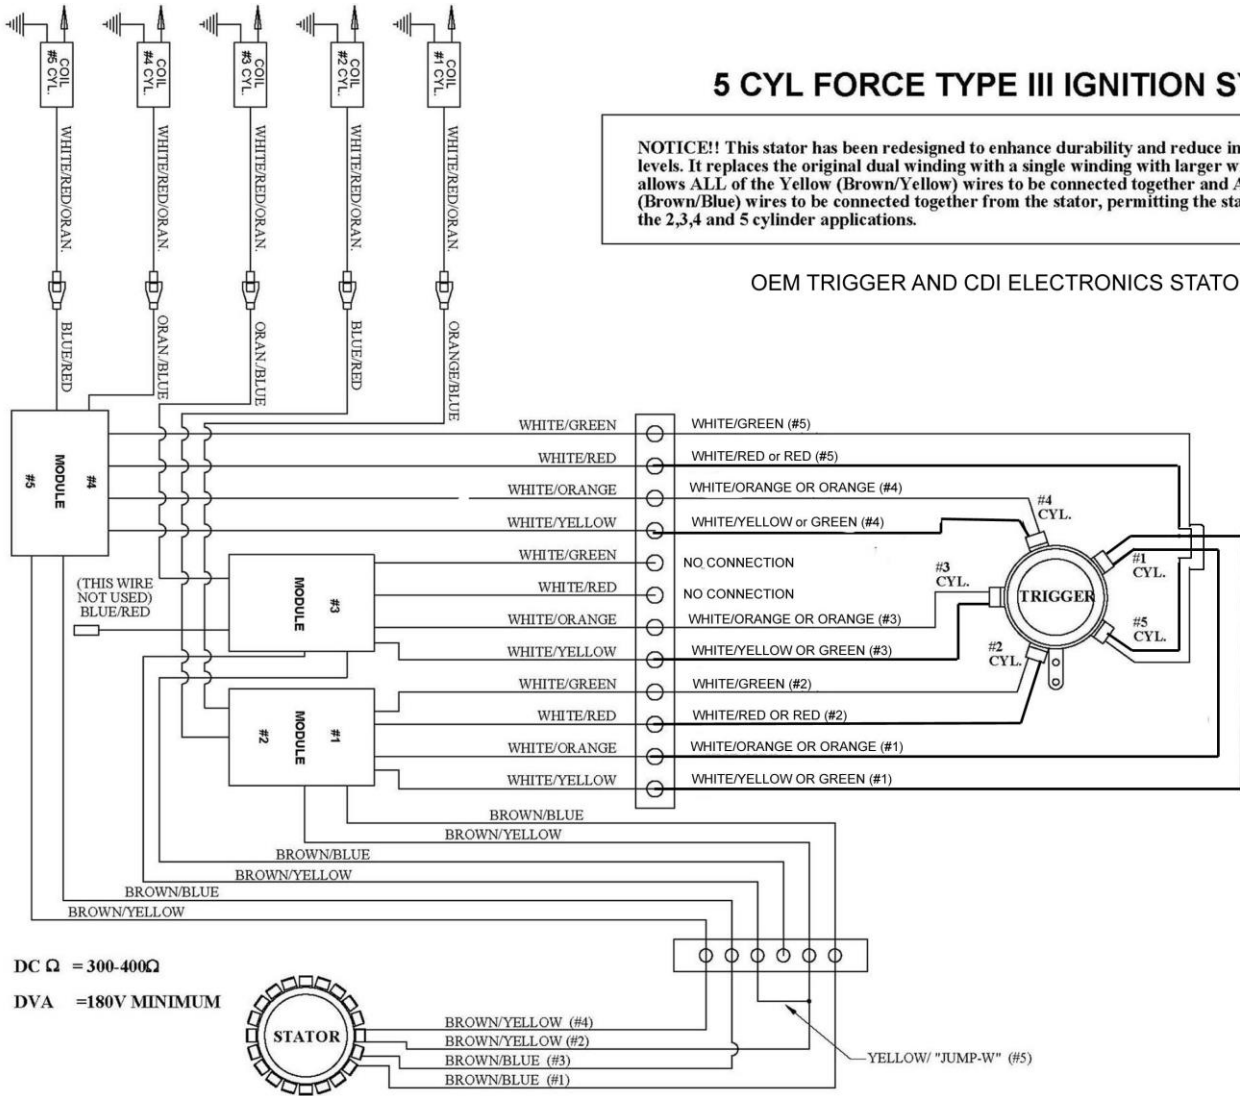 COIL
#5 CYL.
COIL
#4 CYL.
COIL
#3 CYL.
COIL
#2 CYL.
COIL
#1 CYL.
5 CYL FORCE TYPE III IGNITION SY
NOTICE!! This stator has been redesigned to enhance durability and reduce in
levels. It replaces the original dual winding with a single winding with larger w
allows ALL of the Yellow (Brown/Yellow) wires to be connected together and A
(Brown/Blue) wires to be connected together from the stator, permitting the sta
the 2,3,4 and 5 cylinder applications.
OEM TRIGGER AND CDI ELECTRONICS STATO
WHITE/RED/ORAN.
WHITE/RED/ORAN.
WHITE/RED/ORAN.
WHITE/RED/ORAN.
WHITE/RED/ORAN.
BLUE/RED
ORAN./BLUE
ORAN./BLUE
BLUE/RED
ORANGE/BLUE
#5
MODULE
#4
WHITE/GREEN
WHITE/GREEN (#5)
WHITE/RED
WHITE/RED or RED (#5)
WHITE/ORANGE
WHITE/ORANGE OR ORANGE (#4)
WHITE/YELLOW
WHITE/YELLOW or GREEN (#4)
WHITE/GREEN
NO CONNECTION
WHITE/RED
NO CONNECTION
WHITE/ORANGE
WHITE/ORANGE OR ORANGE (#3)
WHITE/YELLOW
WHITE/YELLOW OR GREEN (#3)
WHITE/GREEN
WHITE/GREEN (#2)
WHITE/RED
WHITE/RED OR RED (#2)
WHITE/ORANGE
WHITE/ORANGE OR ORANGE (#1)
WHITE/YELLOW
WHITE/YELLOW OR GREEN (#1)
#4
CYL.
#3
CYL.
#1
CYL.
TRIGGER
#5
CYL.
#2
CYL.
(THIS WIRE
NOT USED)
BLUE/RED
MODULE
#3
#2
MODULE
#1
BROWN/BLUE
BROWN/YELLOW
BROWN/BLUE
BROWN/YELLOW
BROWN/BLUE
BROWN/YELLOW
DC Ω = 300-400Ω
DVA =180V MINIMUM
STATOR
BROWN/YELLOW (#4)
BROWN/YELLOW (#2)
BROWN/BLUE (#3)
BROWN/BLUE (#1)
YELLOW/ "JUMP-W" (#5)